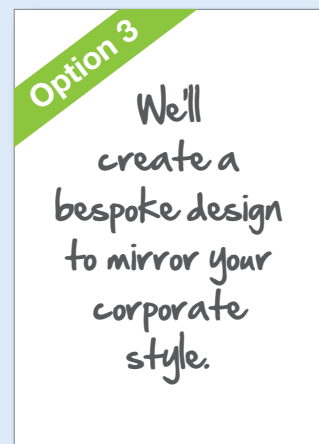 Option 3
We'll
create a
bespoke design
to mirror your
corporate
style.